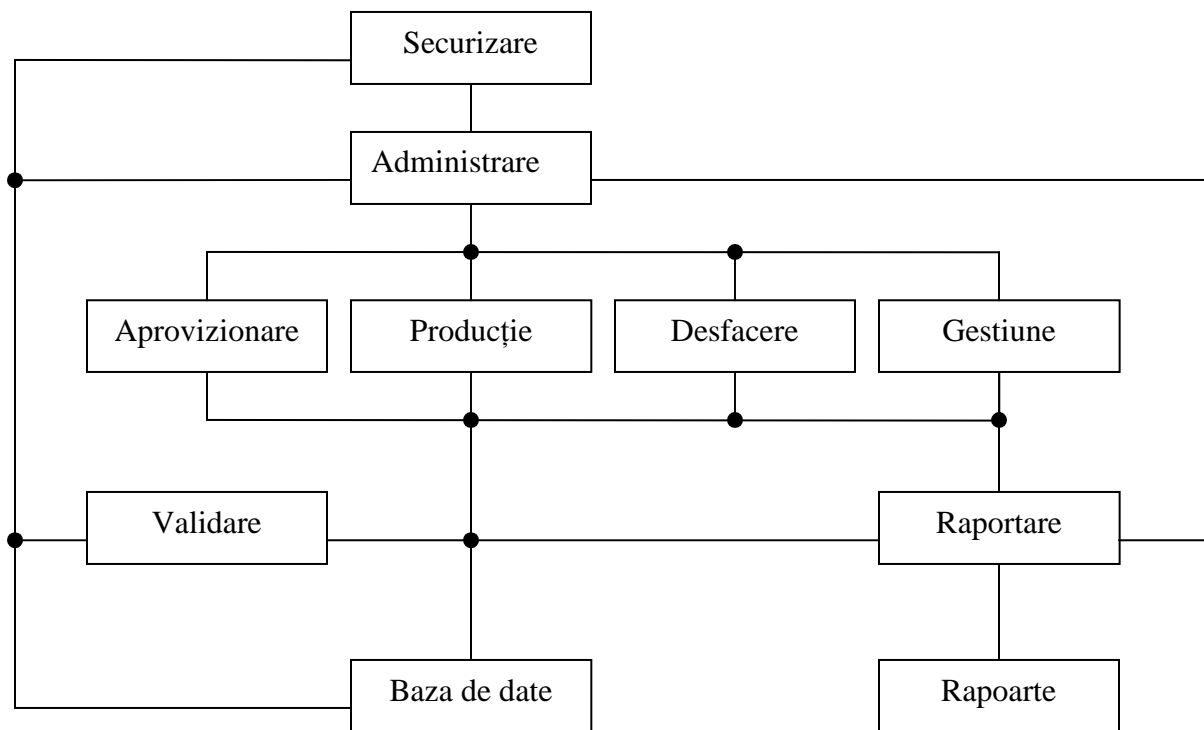 Securizare
Administrare
Aprovizionare
Producție
Desfacere
Gestiune
Validare
Raportare
Baza de date
Rapoarte